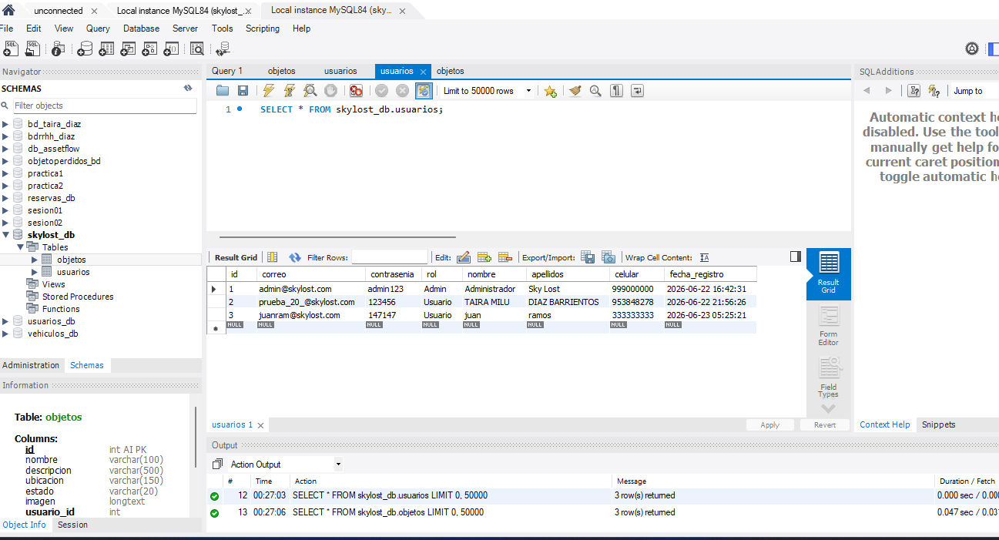 unconnected
Local instance MySQL84 (skylost_...
Local instance MySQL84 (sky...
File Edit View Query Database Server Tools Scripting Help
Navigator
SCHEMAS
Filter objects
bd_taira_diaz
bdrrhh_diaz
db_assetflow
objetoperdidos_bd
practica1
practica2
reservas_db
sesion01
sesion02
skylost_db
Tables
objetos
usuarios
Views
Stored Procedures
Functions
usuarios_db
vehiculos_db
Administration Schemas
Information
Table: objetos
Columns:
id int AI PK
nombre varchar(100)
descripcion varchar(500)
ubicacion varchar(150)
estado varchar(20)
imagen longtext
usuario_id int
Object Info Session
Query 1 objetos usuarios usuarios objetos
Limit to 50000 rows
1 SELECT * FROM skylost_db.usuarios;
Result Grid Filter Rows: Edit: Export/Import: Wrap Cell Content:
id correo contrasenia rol nombre apellidos celular fecha_registro
1 admin@skylost.com admin123 Admin Administrador Sky Lost 999000000 2026-06-22 16:42:31
2 prueba_20_@skylost.com 123456 Usuario TAIRA MILU DIAZ BARRIENTOS 953848278 2026-06-22 21:56:26
3 juanram@skylost.com 147147 Usuario juan ramos 333333333 2026-06-23 05:25:21
NULL NULL NULL NULL NULL NULL NULL NULL
Result Grid
Form Editor
Field Types
usuarios 1
Apply Revert
Output
Action Output
# Time Action Message Duration / Fetch
12 00:27:03 SELECT * FROM skylost_db.usuarios LIMIT 0, 50000 3 row(s) returned 0.000 sec / 0.00
13 00:27:06 SELECT * FROM skylost_db.objetos LIMIT 0, 50000 3 row(s) returned 0.047 sec / 0.03
SQLAdditions
Jump to
Automatic context he
disabled. Use the tool
manually get help fo
current caret position
toggle automatic he
Context Help Snippets